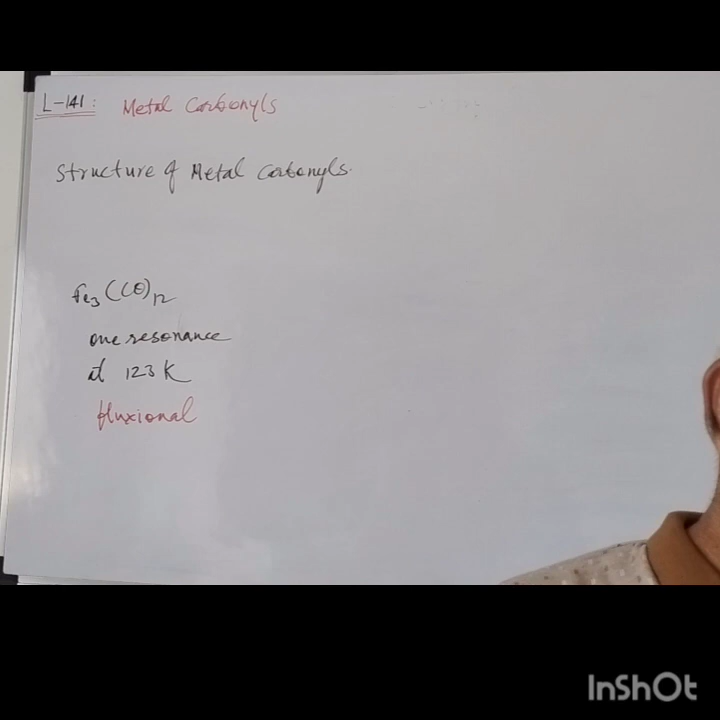 L-141: Metal Carbonyls
Structure of Metal Carbonyls.
Fe3(CO)12
one resonance
at 123 K
fluxional
InShOt